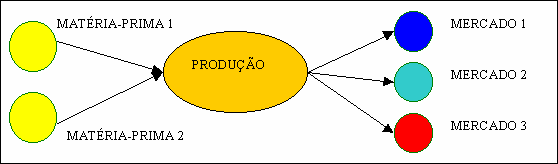 MATÉRIA-PRIMA 1
MATÉRIA-PRIMA 2
PRODUÇÃO
MERCADO 1
MERCADO 2
MERCADO 3